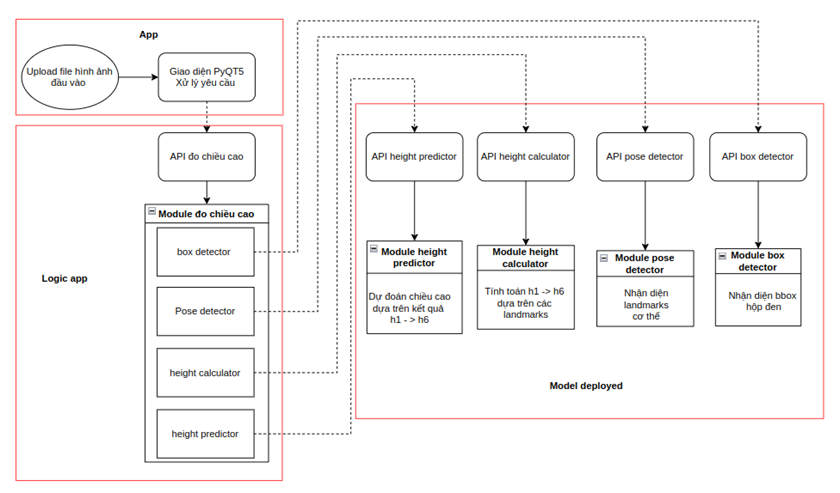 App
Upload file hình ảnh
đầu vào
Giao diện PyQT5
Xử lý yêu cầu
Logic app
API đo chiều cao
Module đo chiều cao
box detector
Pose detector
height calculator
height predictor
API height predictor
API height calculator
API pose detector
API box detector
Module height
predictor
Dự đoán chiều cao
dựa trên kết quả
h1 - > h6
Module height
calculator
Tính toán h1 -> h6
dựa trên các
landmarks
Module pose
detector
Nhận diện
landmarks
cơ thể
Module box
detector
Nhận diện bbox
hộp đen
Model deployed